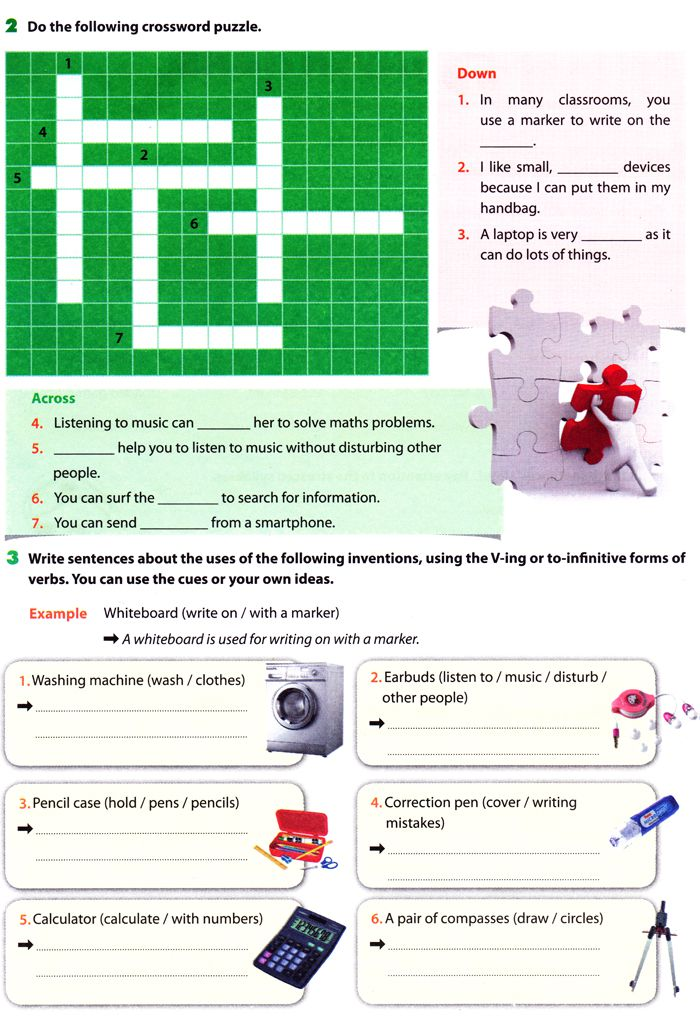 2 Do the following crossword puzzle.
1
3
4
2
5
6
7
Down
1. In many classrooms, you
use a marker to write on the
________.
2. I like small, ________ devices
because I can put them in my
handbag.
3. A laptop is very ________ as it
can do lots of things.
Across
4. Listening to music can ________ her to solve maths problems.
5. ________ help you to listen to music without disturbing other
people.
6. You can surf the ________ to search for information.
7. You can send ________ from a smartphone.
3 Write sentences about the uses of the following inventions, using the V-ing or to-infinitive forms of
verbs. You can use the cues or your own ideas.
Example Whiteboard (write on / with a marker)
➡ A whiteboard is used for writing on with a marker.
1. Washing machine (wash / clothes)
➡ ........................................
........................................
2. Earbuds (listen to / music / disturb /
other people)
➡ ........................................
........................................
3. Pencil case (hold / pens / pencils)
➡ ........................................
........................................
4. Correction pen (cover / writing
mistakes)
➡ ........................................
........................................
5. Calculator (calculate / with numbers)
➡ ........................................
........................................
6. A pair of compasses (draw / circles)
➡ ........................................
........................................